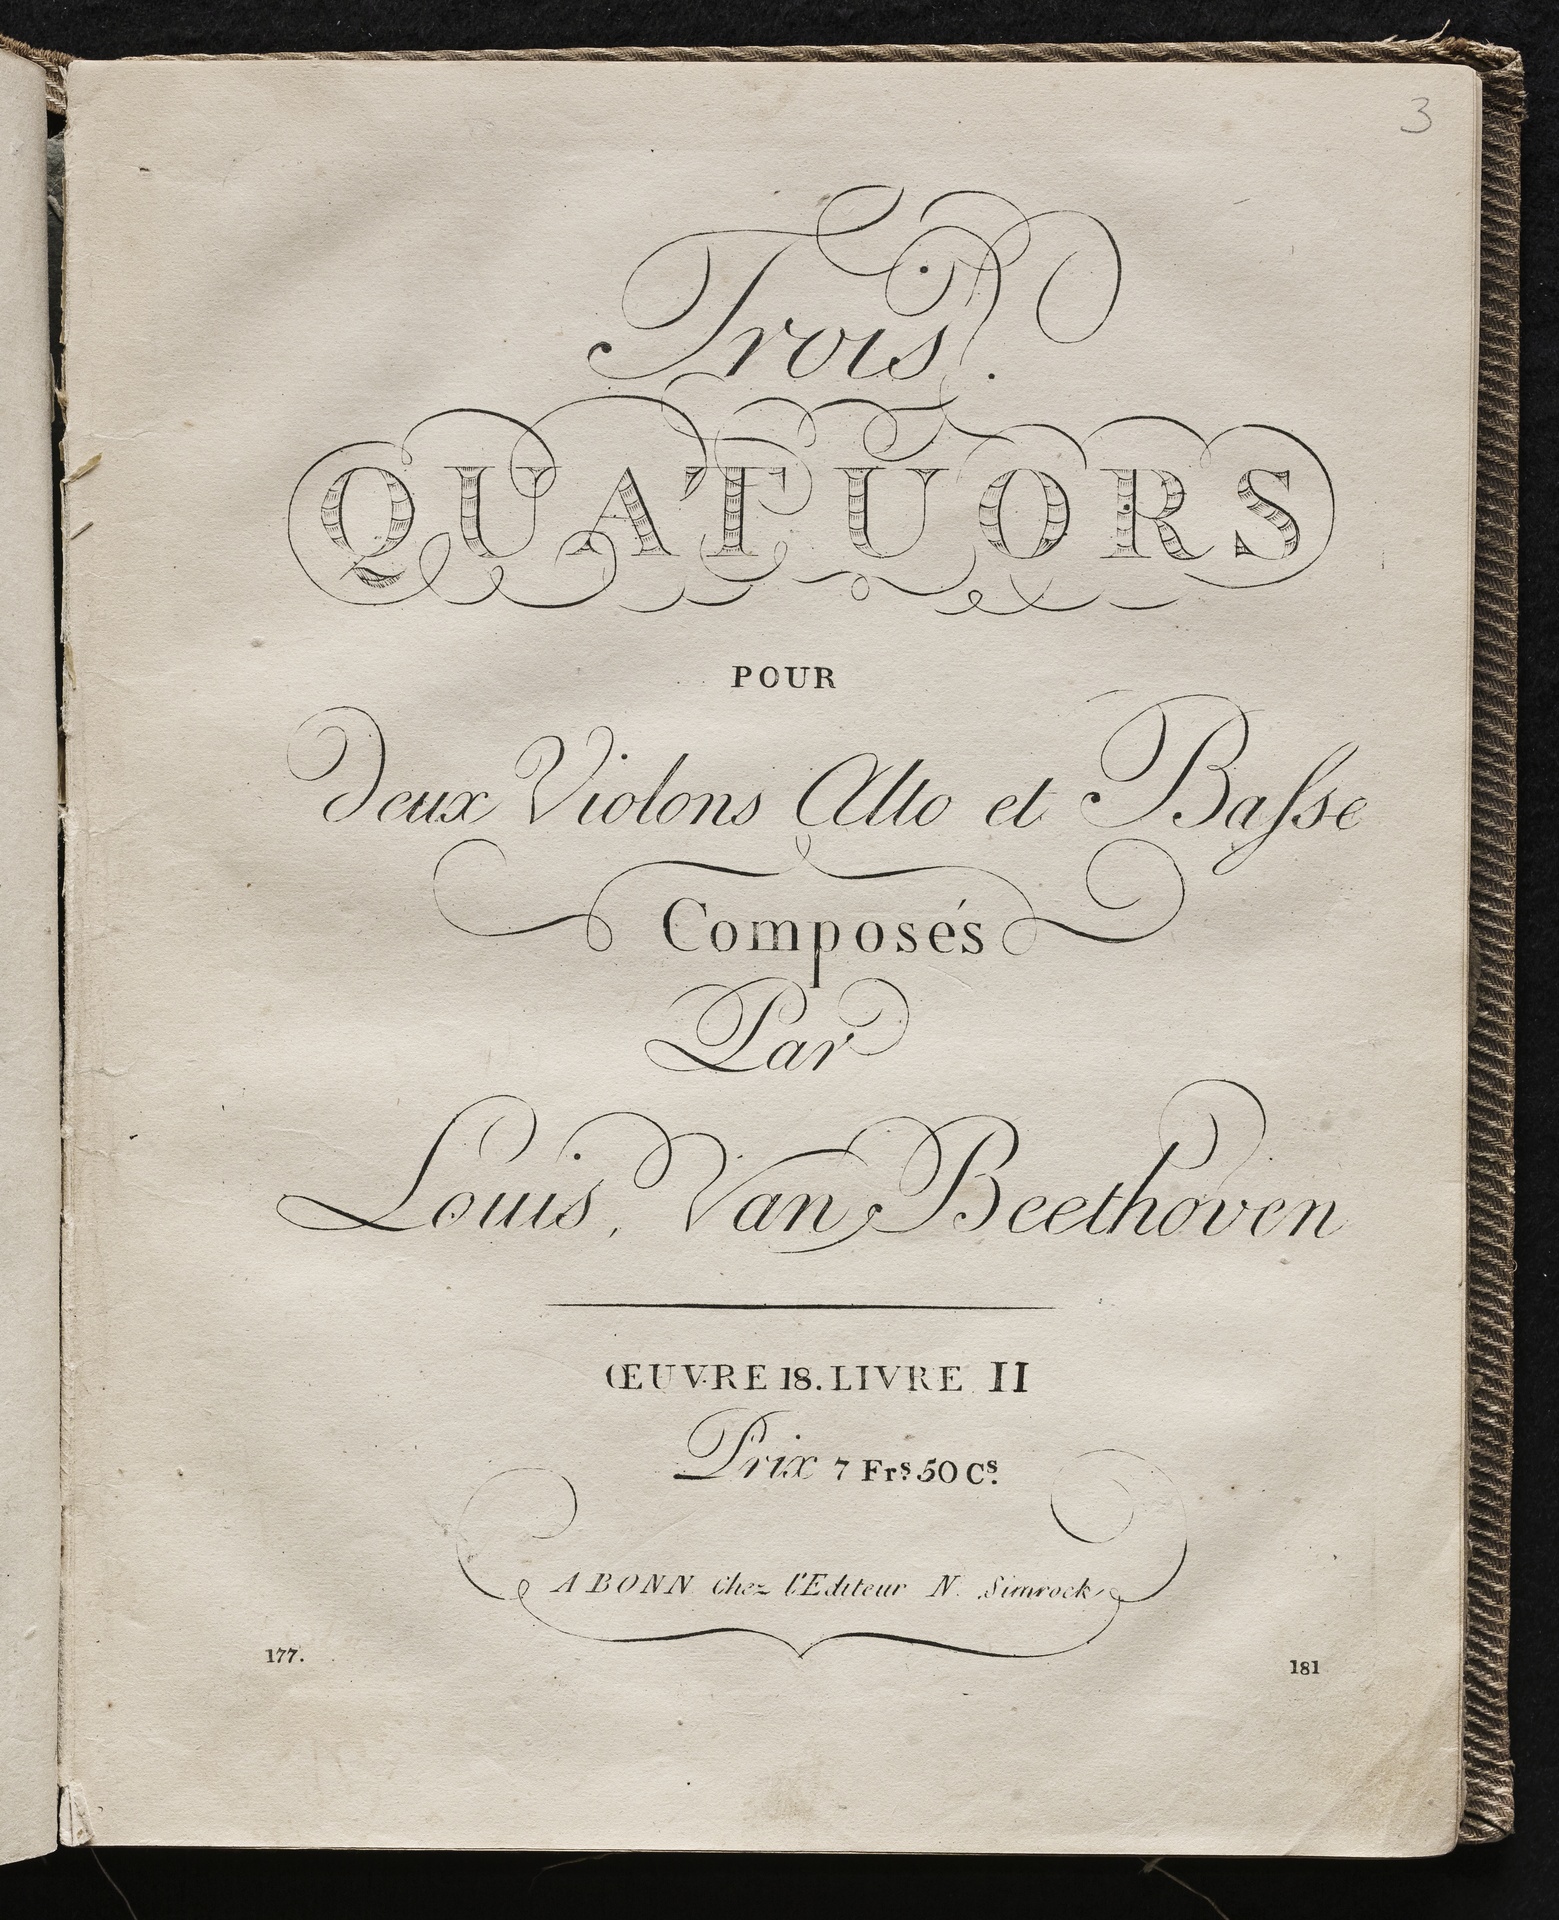 3
Trois.
QUATUORS
POUR
Deux Violons Alto et Baſse
Composés
Par
Louis, Van Beethoven
ŒUVRE 18. LIVRE II
Prix 7 Frs. 50 Cs.
A BONN Chez l'Editeur N. Simrock
177.
181